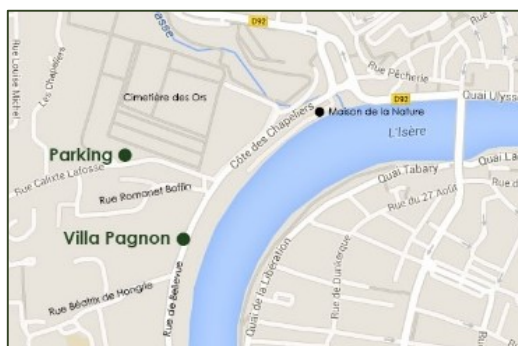 D92
asse
Rue Louise Michel
Les Chapeliers
Rue Pêcherie
Cimetière des Ors
D92
Quai Ulysse
Maison de la Nature
Côte des Chapeliers
L'Isère
Parking
Quai Tabary
Quai La
Rue Calixte Lafosse
Rue du 27 Août
Rue Romanet Boffin
Villa Pagnon
Rue de Dunkerque
Quai de la Libération
Rue Béatrix de Hongrie
Rue de Bellevue